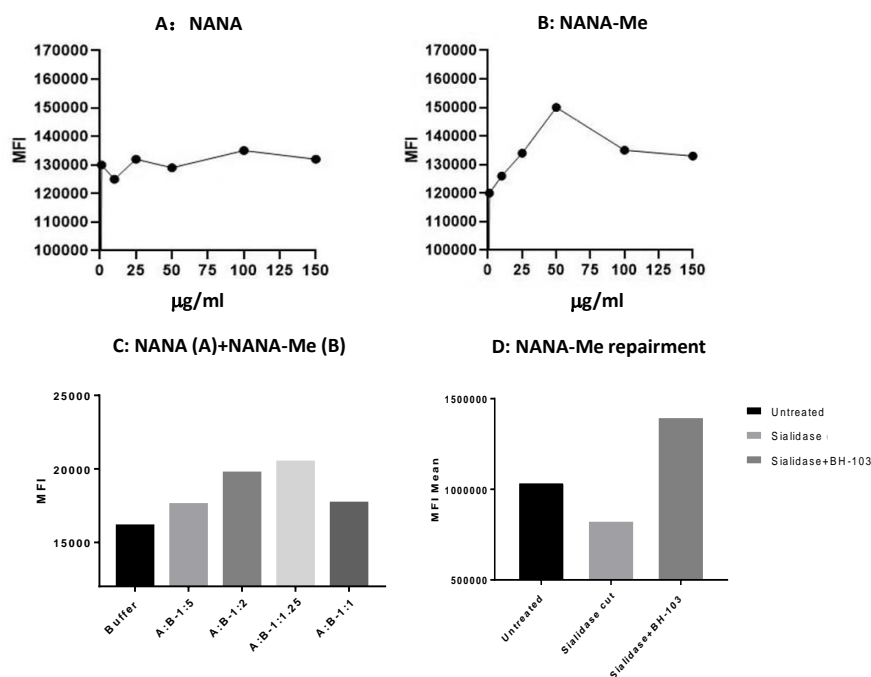 A: NANA
170000
160000
150000
140000
130000
120000
110000
100000
MFI
0 25 50 75 100 125 150
μg/ml
B: NANA-Me
170000
160000
150000
140000
130000
120000
110000
100000
MFI
0 25 50 75 100 125 150
μg/ml
C: NANA (A)+NANA-Me (B)
25000
20000
15000
MFI
Buffer
A:B-1:5
A:B-1:2
A:B-1:1.25
A:B-1:1
D: NANA-Me repairment
1500000
1000000
500000
MFI Mean
Untreated
Sialidase cut
Sialidase+BH-103
Untreated
Sialidase
Sialidase+BH-103